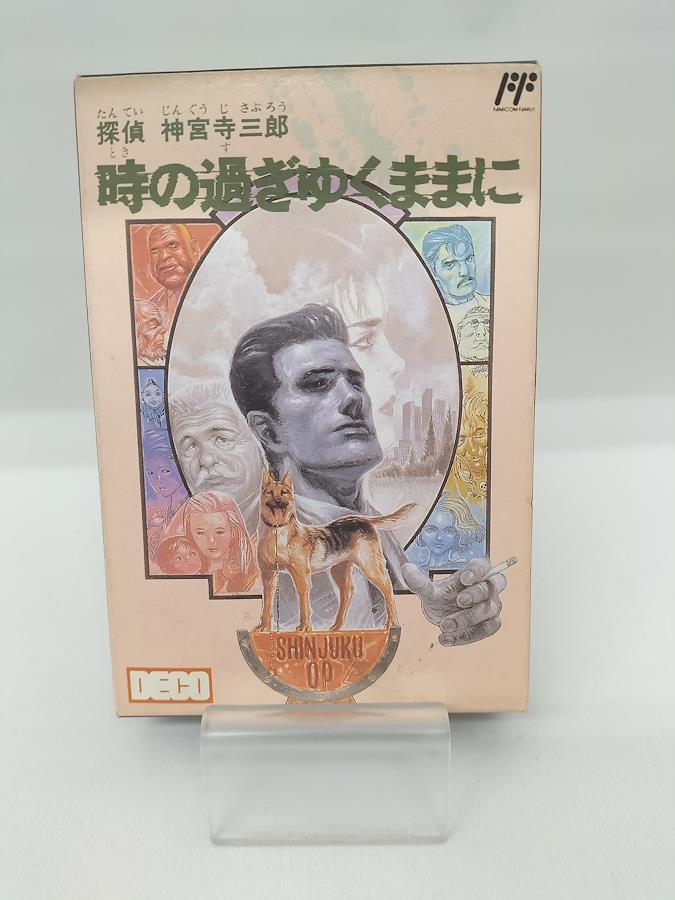 たんてい じんぐうじ さぶろう
探偵 神宮寺三郎
とき す
時の過ぎゆくままに
FAMICOM FAMILY
SHINJUKU
OP
DECO